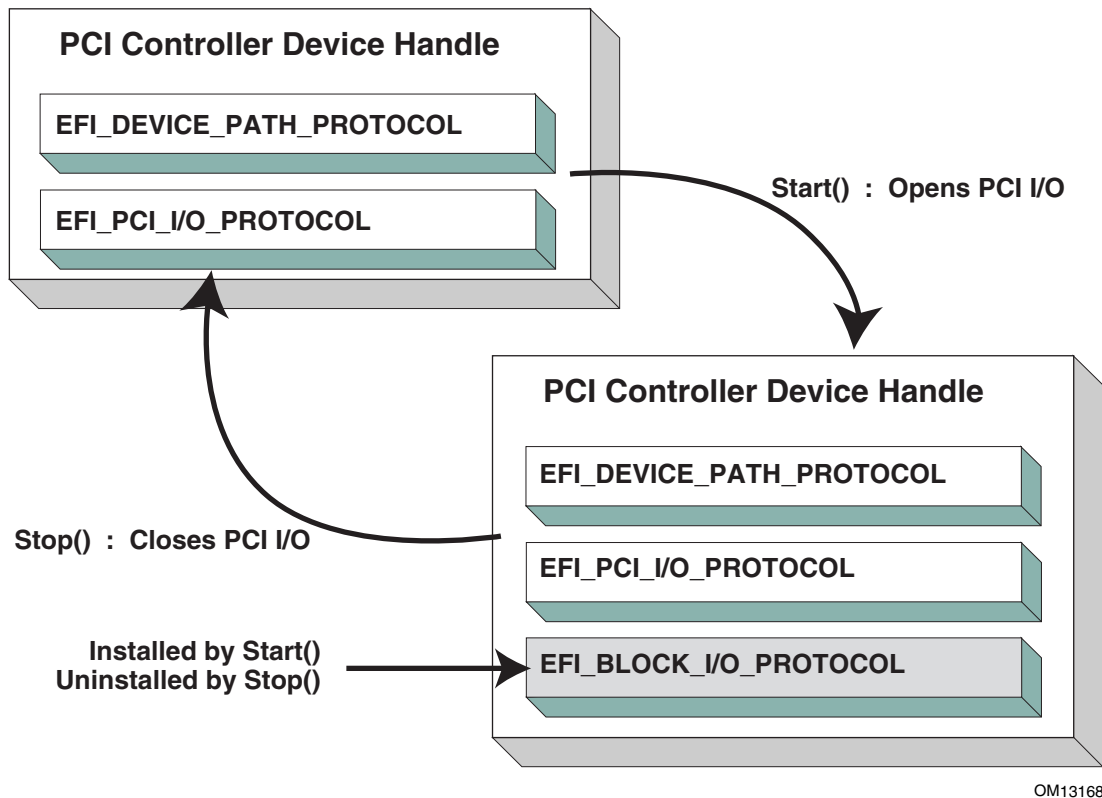 PCI Controller Device Handle
EFI_DEVICE_PATH_PROTOCOL
EFI_PCI_I/O_PROTOCOL
Start() : Opens PCI I/O
PCI Controller Device Handle
EFI_DEVICE_PATH_PROTOCOL
EFI_PCI_I/O_PROTOCOL
EFI_BLOCK_I/O_PROTOCOL
Stop() : Closes PCI I/O
Installed by Start()
Uninstalled by Stop()
OM13168